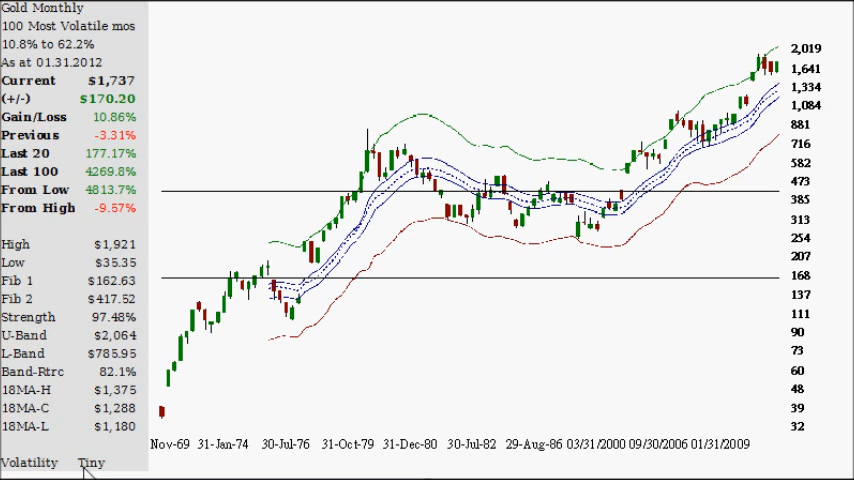 Gold Monthly
100 Most Volatile mos
10.8% to 62.2%
As at 01.31.2012
Current $1,737
(+/-) $170.20
Gain/Loss 10.86%
Previous -3.31%
Last 20 177.17%
Last 100 4269.8%
From Low 4813.7%
From High -9.57%
High $1,921
Low $35.35
Fib 1 $162.63
Fib 2 $417.52
Strength 97.48%
U-Band $2,064
L-Band $785.95
Band-Rtrc 82.1%
18MA-H $1,375
18MA-C $1,288
18MA-L $1,180
Volatility Tiny
2,019
1,641
1,334
1,084
881
716
582
473
385
313
254
207
168
137
111
90
73
60
48
39
32
Nov-69 31-Jan-74 30-Jul-76 31-Oct-79 31-Dec-80 30-Jul-82 29-Aug-86 03/31/2000 09/30/2006 01/31/2009